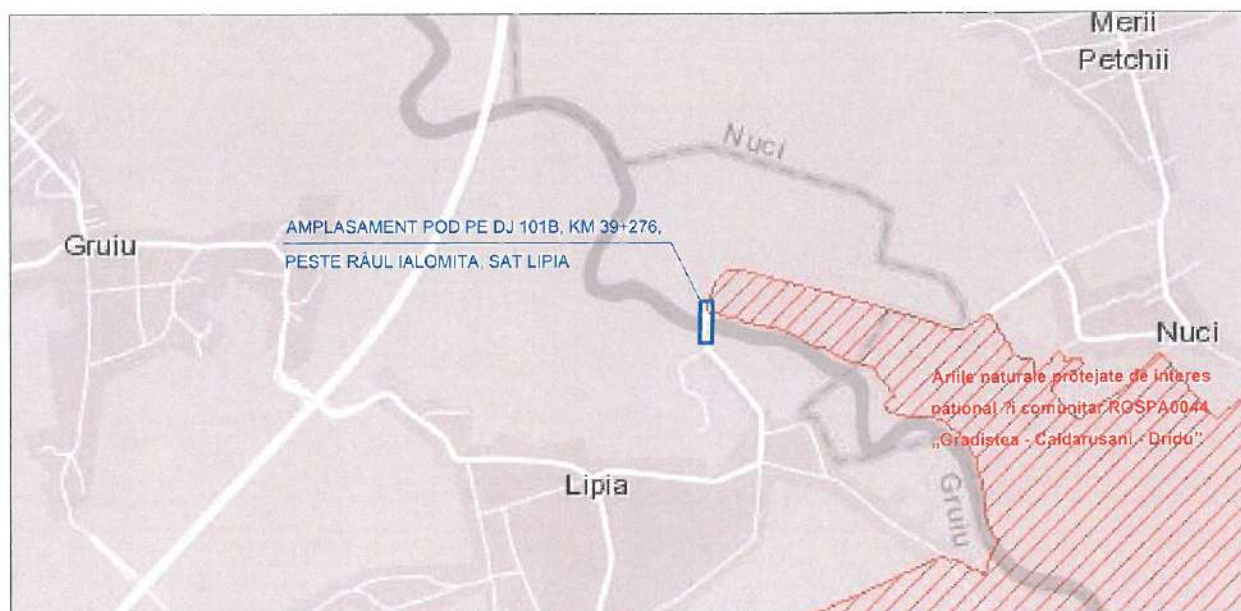 Merii
Petchii
Nuci
AMPLASAMENT POD PE DJ 101B, KM 39+276,
PESTE RÂUL IALOMITA, SAT LIPIA
Gruiu
Nuci
Ariile naturale protejate de interes
național ?i comunitar ROSPA0044
„Gradistea - Caldarusani - Dridu"
Lipia
Gruiu